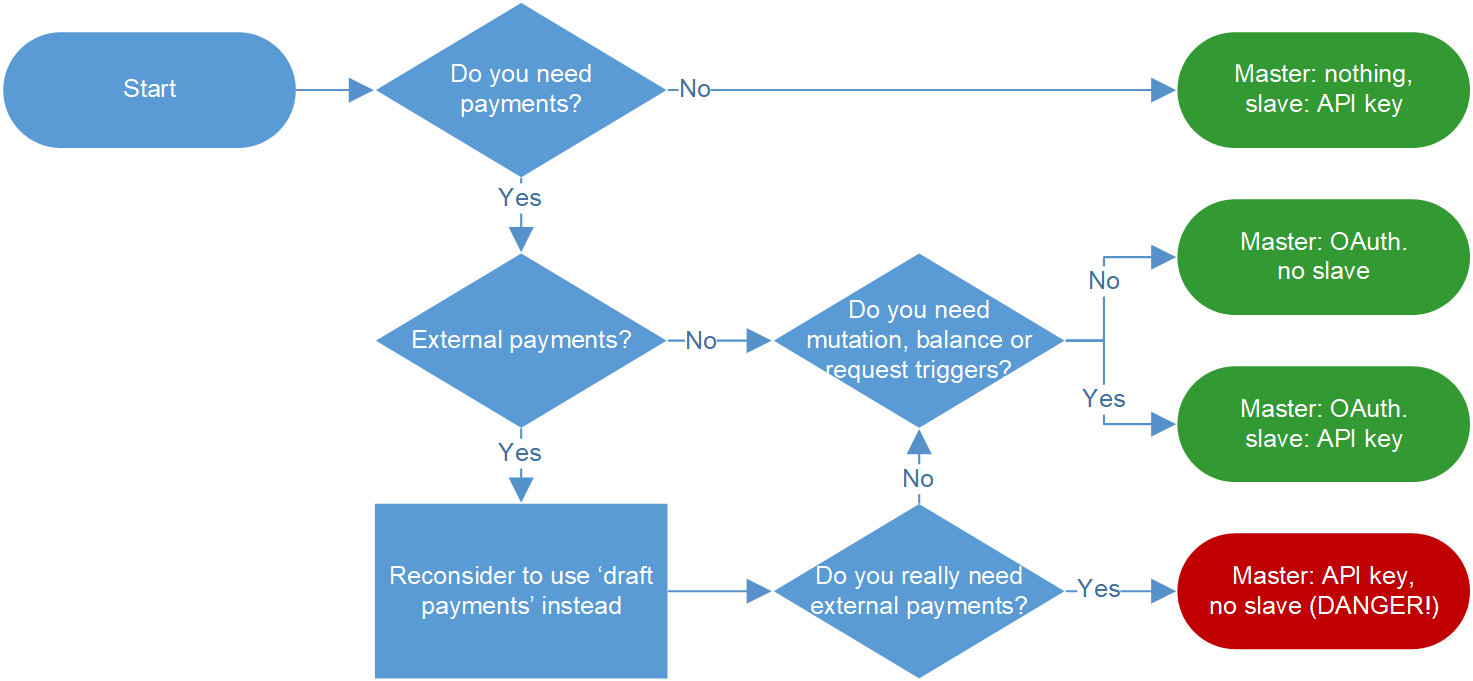 Start
Do you need
payments?
No
Master: nothing,
slave: API key
Yes
External payments?
No
Do you need
mutation, balance or
request triggers?
No
Master: OAuth.
no slave
Yes
Master: OAuth.
slave: API key
Yes
Reconsider to use ‘draft
payments’ instead
No
Do you really need
external payments?
Yes
Master: API key,
no slave (DANGER!)